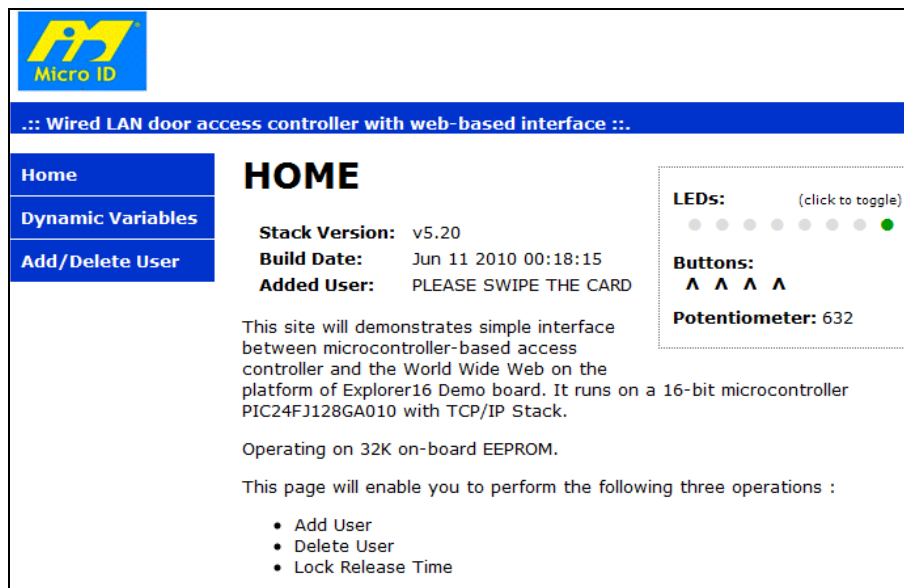 Micro ID
.:: Wired LAN door access controller with web-based interface ::.
Home
Dynamic Variables
Add/Delete User
HOME
Stack Version: v5.20
Build Date: Jun 11 2010 00:18:15
Added User: PLEASE SWIPE THE CARD
LEDs: (click to toggle)
Buttons:
Λ Λ Λ Λ
Potentiometer: 632
This site will demonstrates simple interface
between microcontroller-based access
controller and the World Wide Web on the
platform of Explorer16 Demo board. It runs on a 16-bit microcontroller
PIC24FJ128GA010 with TCP/IP Stack.
Operating on 32K on-board EEPROM.
This page will enable you to perform the following three operations :
• Add User
• Delete User
• Lock Release Time